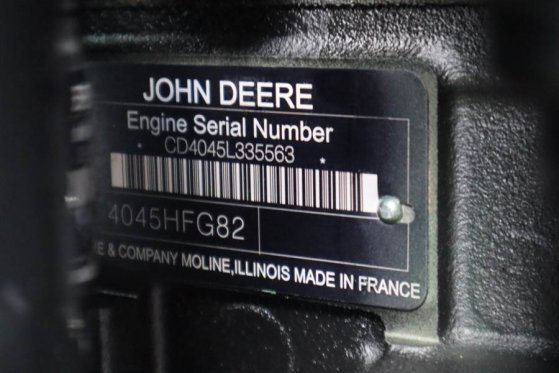 JOHN DEERE
Engine Serial Number
CD4045L335563
* *
4045HFG82
& COMPANY MOLINE,ILLINOIS MADE IN FRANCE